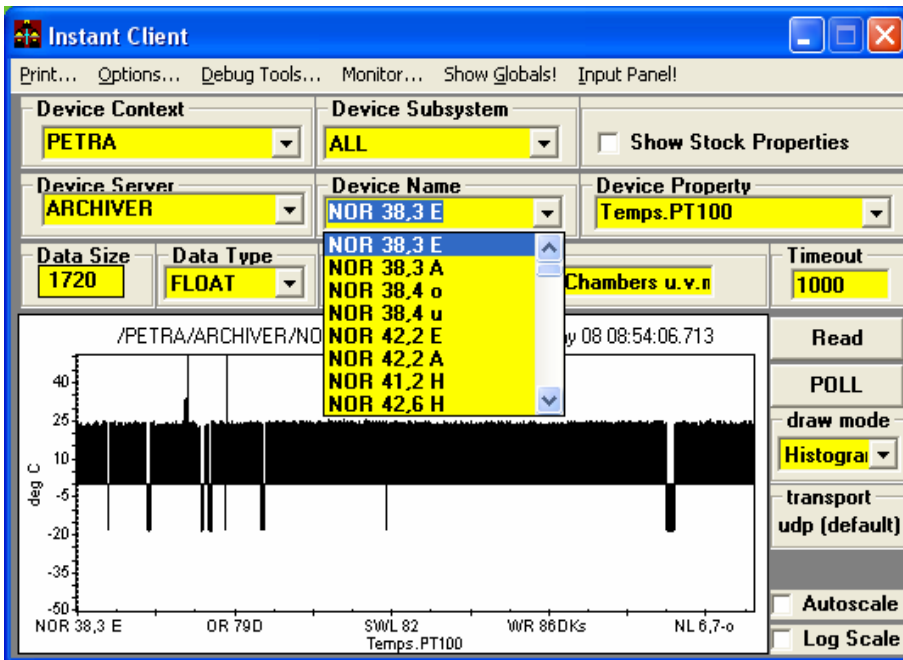 Instant Client
Print... Options... Debug Tools... Monitor... Show Globals! Input Panel!
Device Context
PETRA
Device Subsystem
ALL
Show Stock Properties
Device Server
ARCHIVER
Device Name
NOR 38,3 E
Device Property
Temps.PT100
NOR 38,3 E
NOR 38,3 A
NOR 38,4 o
NOR 38,4 u
NOR 42,2 E
NOR 42,2 A
NOR 41,2 H
NOR 42,6 H
Data Size
1720
Data Type
FLOAT
Chambers u.v.n
Timeout
1000
/PETRA/ARCHIVER/NO
08 08:54:06.713
Read
POLL
draw mode
Histogra
transport
udp (default)
Autoscale
Log Scale
deg C
40
25
10
-5
-20
-35
-50
NOR 38,3 E OR 79D SWL 82 WR 86DKs NL 6,7-o
Temps.PT100